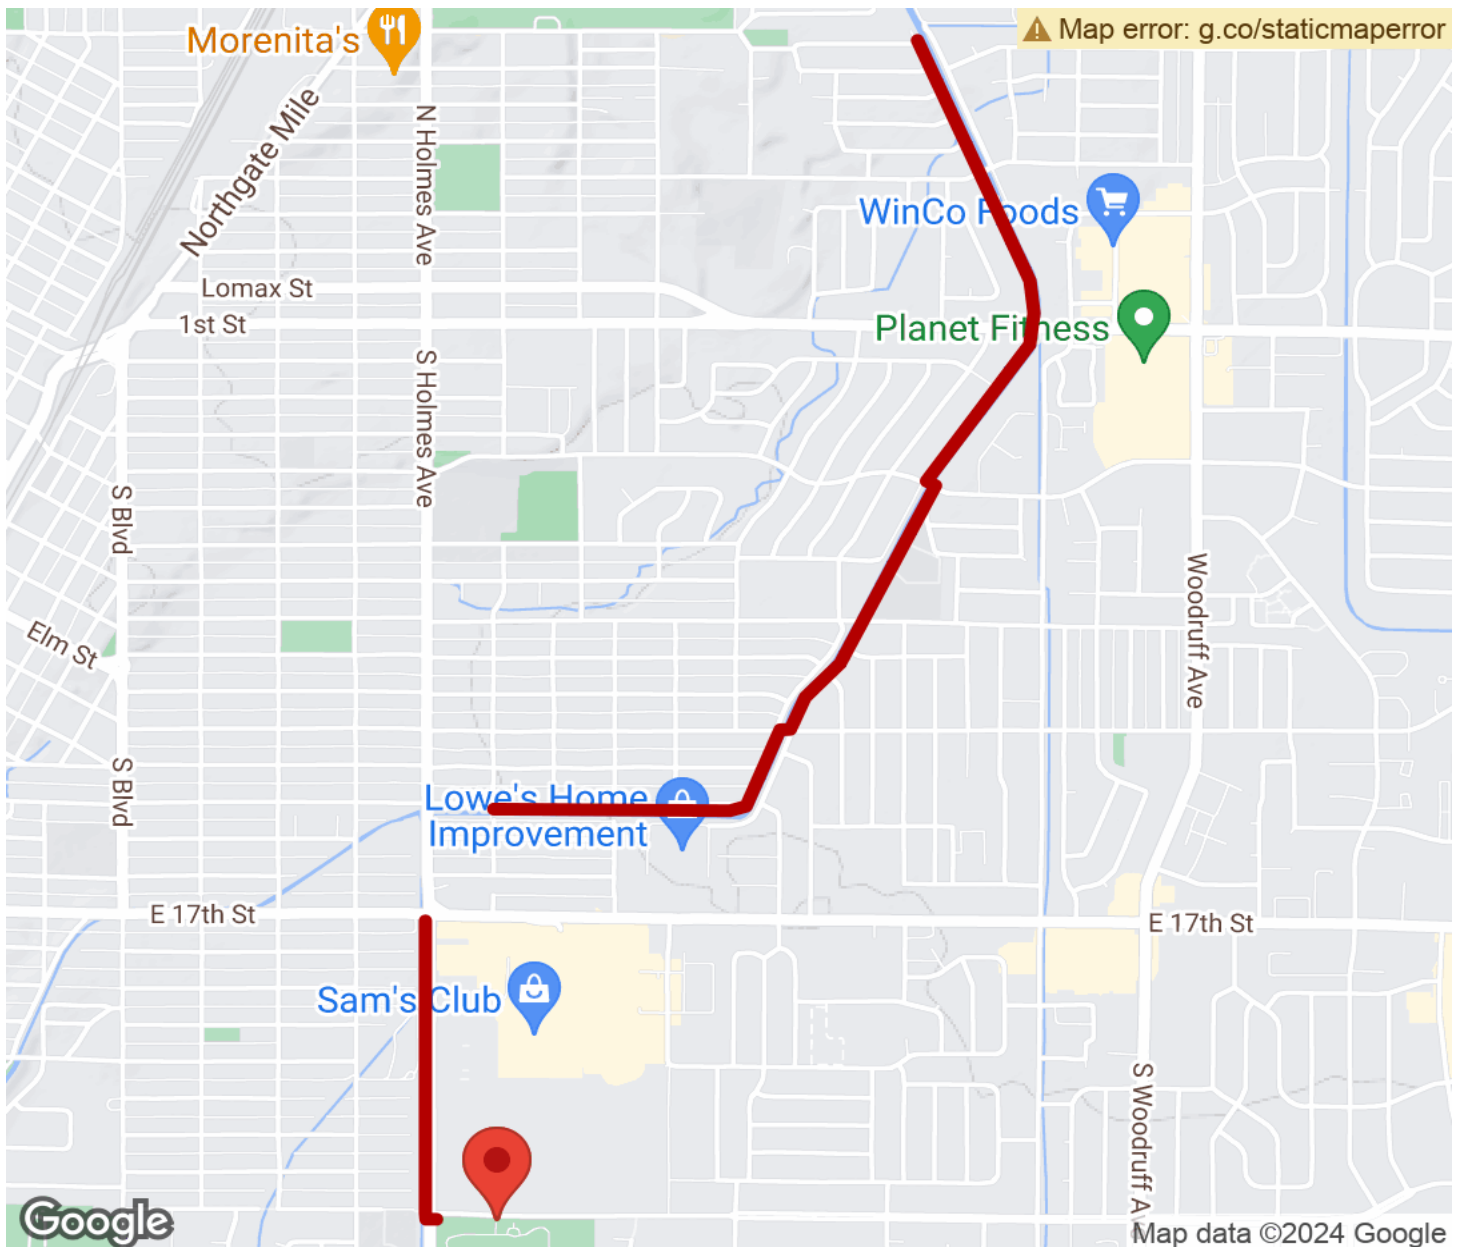 Map error: g.co/staticmaperror
Morenita's
Northgate Mile
N Holmes Ave
WinCo Foods
Lomax St
1st St
Planet Fitness
S Holmes Ave
S Blvd
Woodruff Ave
Elm St
S Blvd
Lowe's Home
Improvement
E 17th St
E 17th St
Sam's Club
S Woodruff Av
Google
Map data ©2024 Google